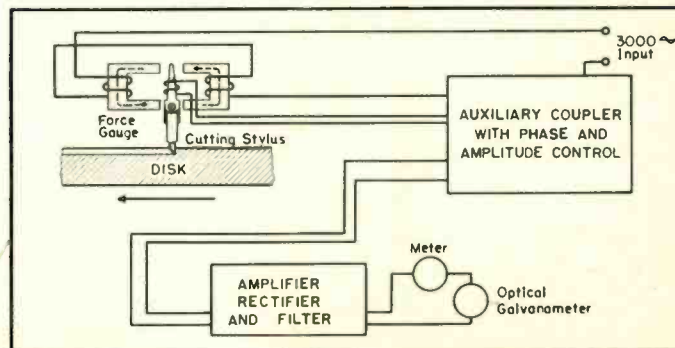 3000 ~
Input
Force
Gauge
Cutting Stylus
DISK
AUXILIARY COUPLER
WITH PHASE AND
AMPLITUDE CONTROL
Meter
AMPLIFIER
RECTIFIER
AND FILTER
Optical
Galvanometer